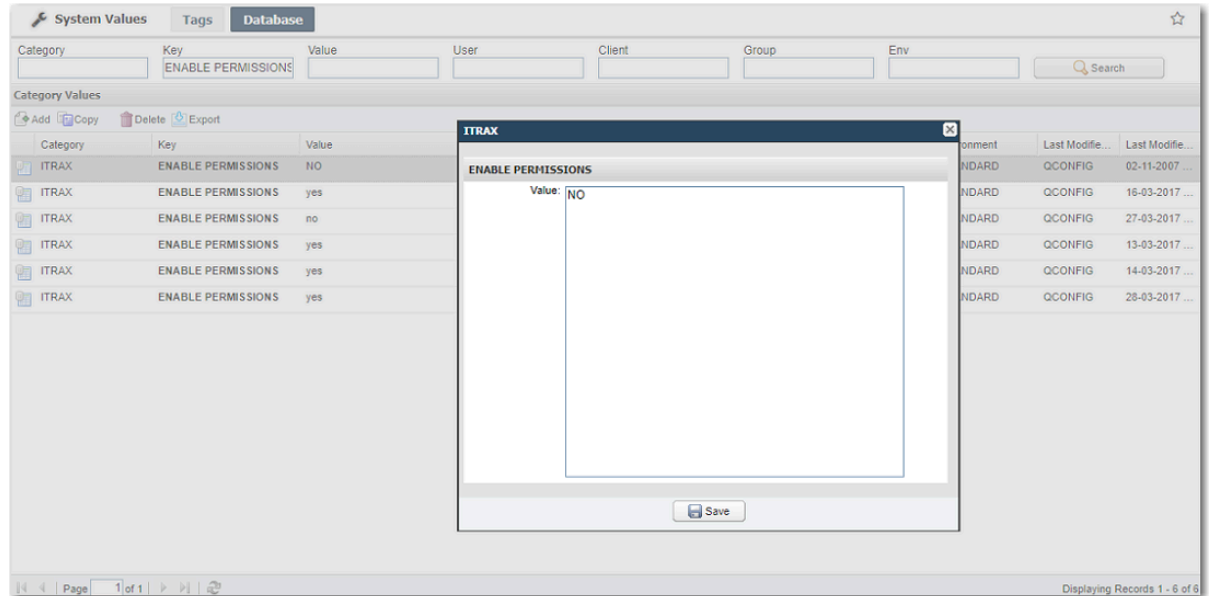 System Values Tags Database
Category Key Value User Client Group Env
ENABLE PERMISSIONS Search
Category Values
Add Copy Delete Export
ITRAX
Category Key Value onment Last Modifie... Last Modifie...
ITRAX ENABLE PERMISSIONS NO NDARD QCONFIG 02-11-2007 ...
ENABLE PERMISSIONS
Value: NO
ITRAX ENABLE PERMISSIONS yes NDARD QCONFIG 16-03-2017 ...
ITRAX ENABLE PERMISSIONS no NDARD QCONFIG 27-03-2017 ...
ITRAX ENABLE PERMISSIONS yes NDARD QCONFIG 13-03-2017 ...
ITRAX ENABLE PERMISSIONS yes NDARD QCONFIG 14-03-2017 ...
ITRAX ENABLE PERMISSIONS yes NDARD QCONFIG 28-03-2017 ...
Save
Page 1 of 1 Displaying Records 1 - 6 of 6